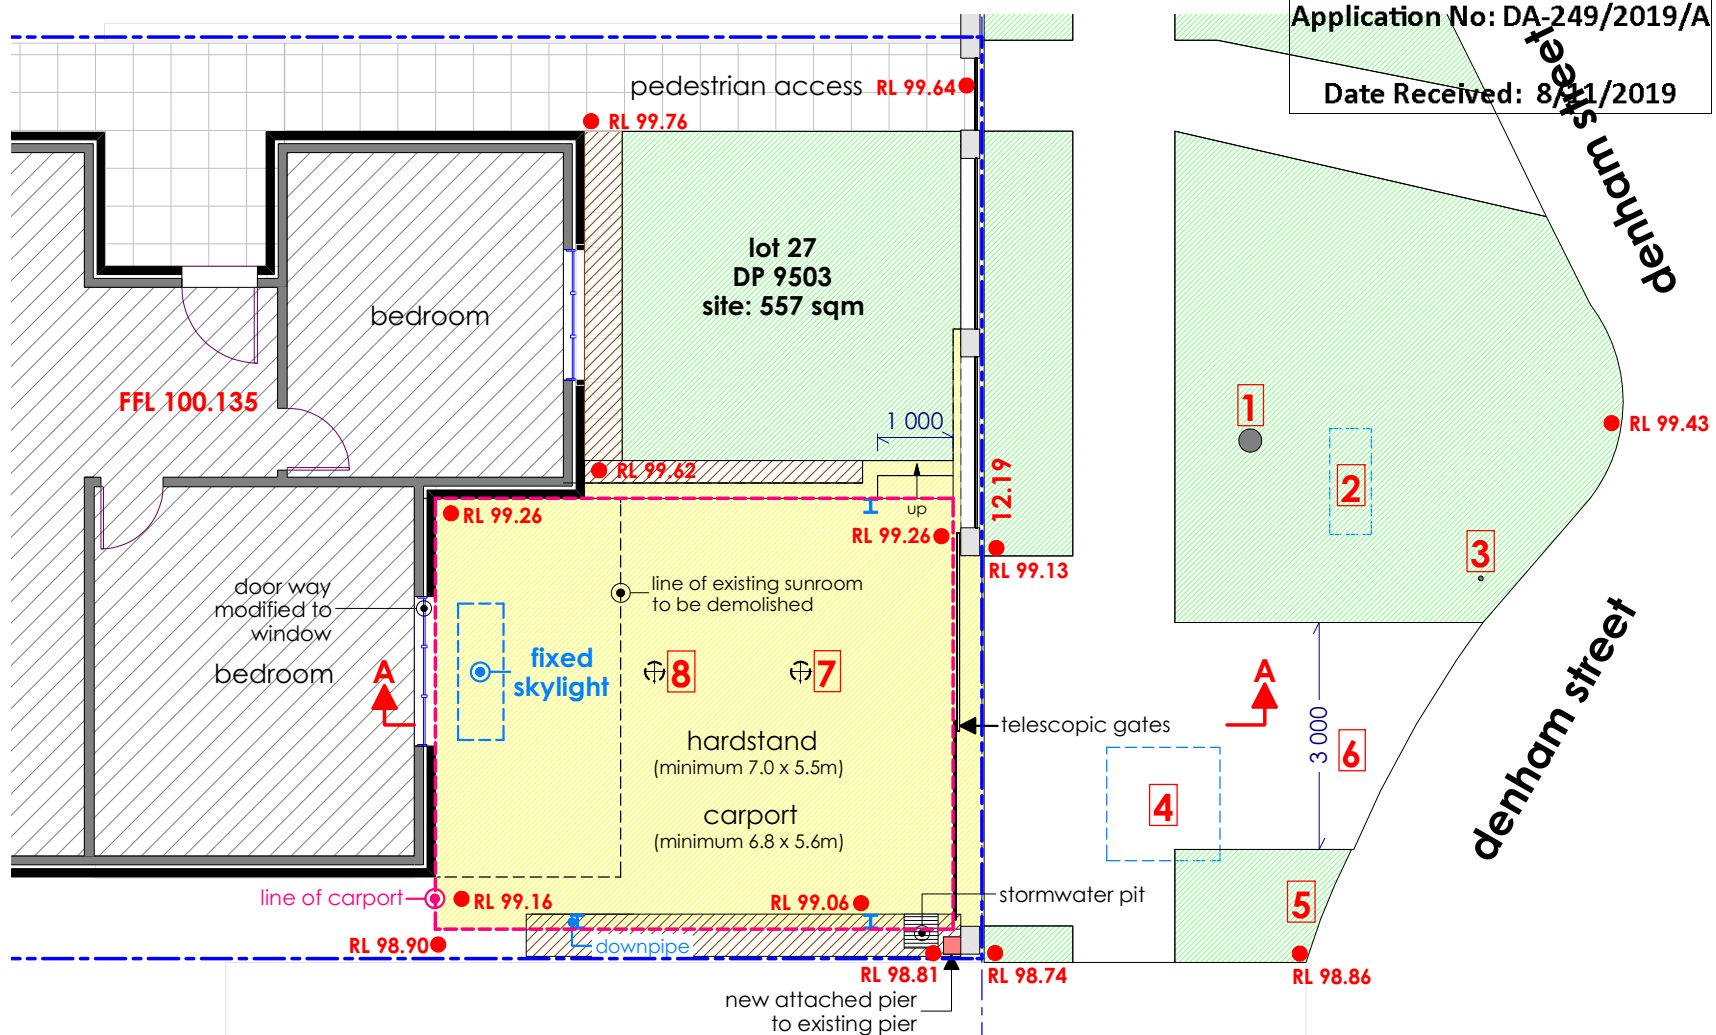 Application No: DA-249/2019/A
Date Received: 8/11/2019
denham street
pedestrian access
RL 99.64
RL 99.76
lot 27
DP 9503
site: 557 sqm
bedroom
FFL 100.135
1 000
1
RL 99.43
RL 99.62
2
12.19
up
RL 99.26
RL 99.26
3
RL 99.13
door way
modified to
window
line of existing sunroom
to be demolished
bedroom
A
fixed
skylight
8
7
A
telescopic gates
3 000
6
denham street
hardstand
(minimum 7.0 x 5.5m)
4
carport
(minimum 6.8 x 5.6m)
line of carport
RL 99.16
RL 99.06
stormwater pit
5
RL 98.90
downpipe
RL 98.81
RL 98.74
RL 98.86
new attached pier
to existing pier